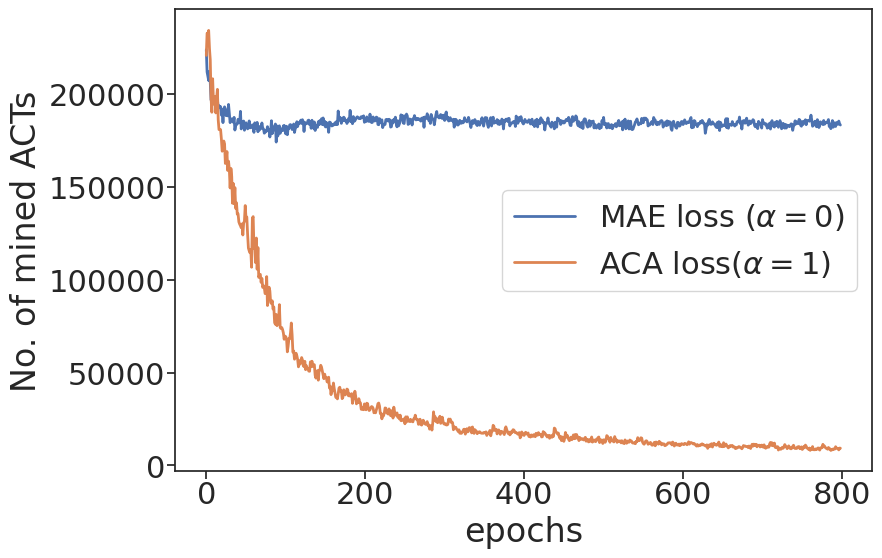 No. of mined ACTs
200000
150000
100000
50000
0
MAE loss (α = 0)
ACA loss(α = 1)
0 200 400 600 800
epochs